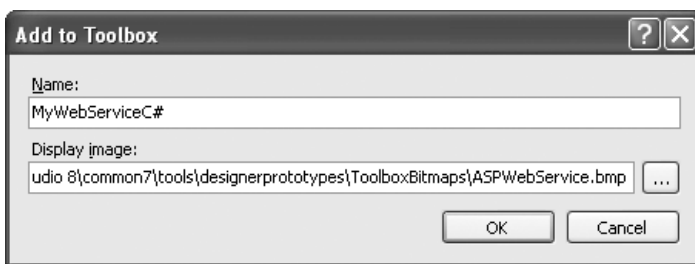 Add to Toolbox
Name:
MyWebServiceC#
Display image:
udio 8\common7\tools\designerprototypes\ToolboxBitmaps\ASPWebService.bmp
...
OK
Cancel